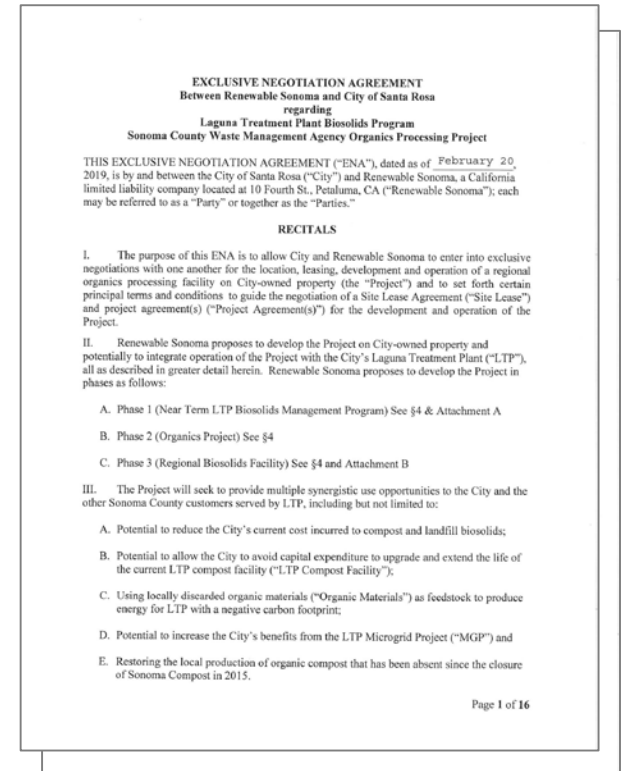 EXCLUSIVE NEGOTIATION AGREEMENT
Between Renewable Sonoma and City of Santa Rosa
regarding
Laguna Treatment Plant Biosolids Program
Sonoma County Waste Management Agency Organics Processing Project
THIS EXCLUSIVE NEGOTIATION AGREEMENT (“ENA”), dated as of February 20,
2019, is by and between the City of Santa Rosa (“City”) and Renewable Sonoma, a California
limited liability company located at 10 Fourth St., Petaluma, CA (“Renewable Sonoma”); each
may be referred to as a “Party” or together as the “Parties.”
RECITALS
I. The purpose of this ENA is to allow City and Renewable Sonoma to enter into exclusive
negotiations with one another for the location, leasing, development and operation of a regional
organics processing facility on City-owned property (the “Project”) and to set forth certain
principal terms and conditions to guide the negotiation of a Site Lease Agreement (“Site Lease”)
and project agreement(s) (“Project Agreement(s)”) for the development and operation of the
Project.
II. Renewable Sonoma proposes to develop the Project on City-owned property and
potentially to integrate operation of the Project with the City’s Laguna Treatment Plant (“LTP”),
all as described in greater detail herein. Renewable Sonoma proposes to develop the Project in
phases as follows:
A. Phase 1 (Near Term LTP Biosolids Management Program) See §4 & Attachment A
B. Phase 2 (Organics Project) See §4
C. Phase 3 (Regional Biosolids Facility) See §4 and Attachment B
III. The Project will seek to provide multiple synergistic use opportunities to the City and the
other Sonoma County customers served by LTP, including but not limited to:
A. Potential to reduce the City’s current cost incurred to compost and landfill biosolids;
B. Potential to allow the City to avoid capital expenditure to upgrade and extend the life of
the current LTP compost facility (“LTP Compost Facility”);
C. Using locally discarded organic materials (“Organic Materials”) as feedstock to produce
energy for LTP with a negative carbon footprint;
D. Potential to increase the City’s benefits from the LTP Microgrid Project (“MGP”) and
E. Restoring the local production of organic compost that has been absent since the closure
of Sonoma Compost in 2015.
Page 1 of 16